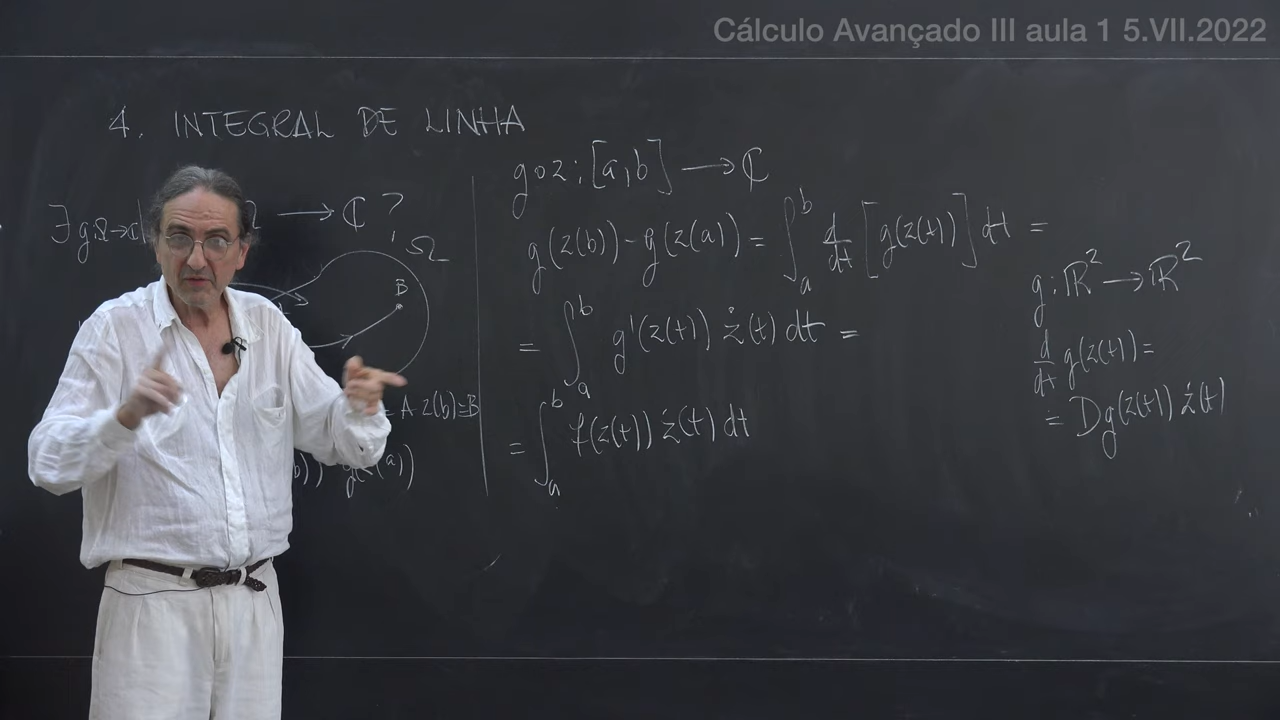 Cálculo Avançado III aula 1 5.VII.2022
4. INTEGRAL DE LINHA
∃ g:Ω→ℂ
→ ℂ ?
Ω
B
= A z(b)=B
g(z(a))
g∘z : [a,b] → ℂ
g(z(b)) - g(z(a)) = ∫_a^b d/dt [g(z(t))] dt =
= ∫_a^b g'(z(t)) ż(t) dt =
= ∫_a^b f(z(t)) ż(t) dt
g: ℝ² → ℝ²
d/dt g(z(t)) =
= Dg(z(t)) ż(t)